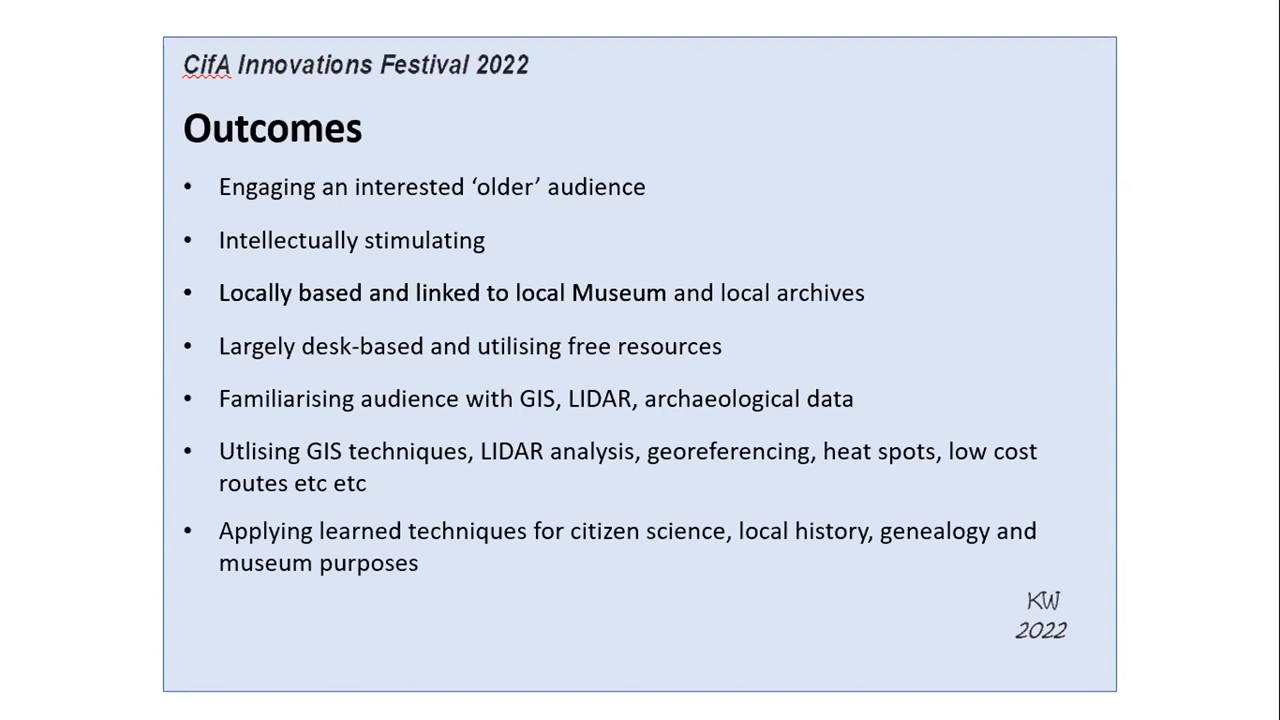 CifA Innovations Festival 2022
Outcomes
• Engaging an interested ‘older’ audience
• Intellectually stimulating
• Locally based and linked to local Museum and local archives
• Largely desk-based and utilising free resources
• Familiarising audience with GIS, LIDAR, archaeological data
• Utlising GIS techniques, LIDAR analysis, georeferencing, heat spots, low cost
routes etc etc
• Applying learned techniques for citizen science, local history, genealogy and
museum purposes
KW
2022